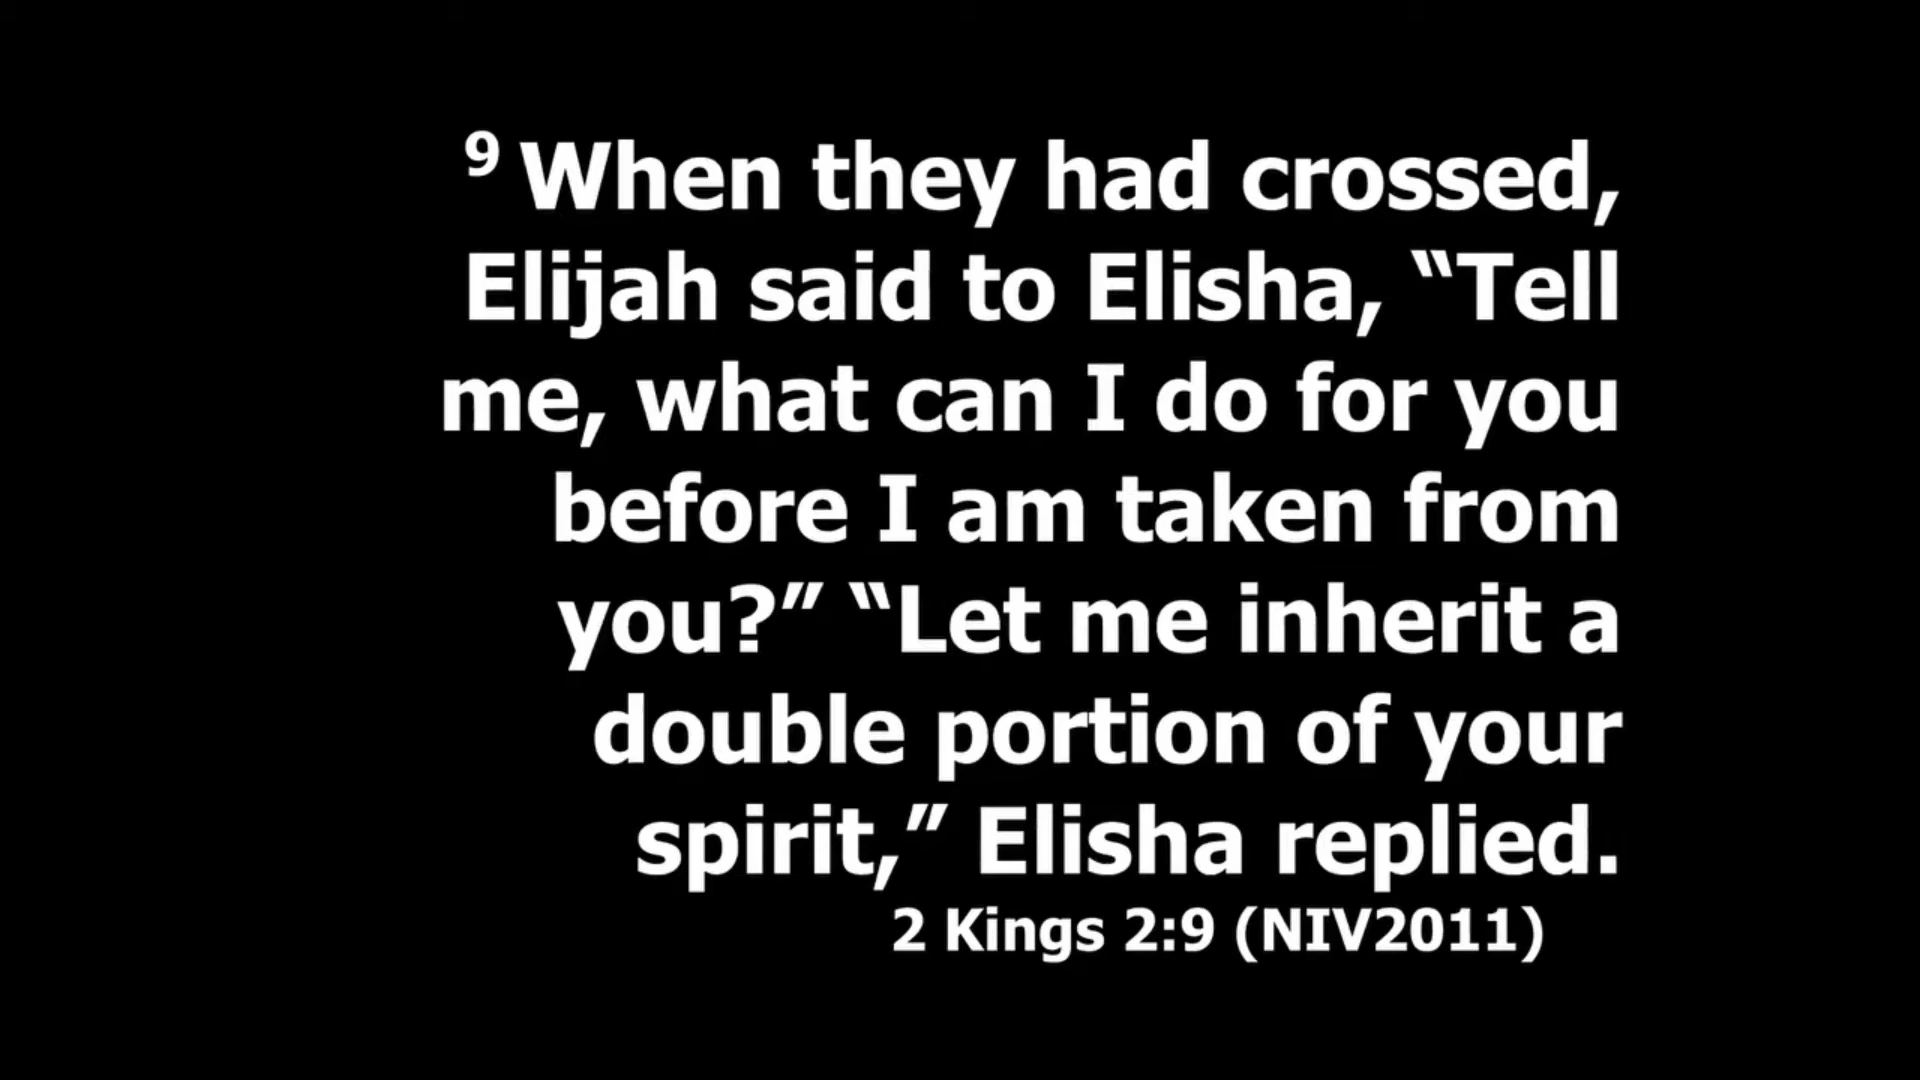 9 When they had crossed,
Elijah said to Elisha, “Tell
me, what can I do for you
before I am taken from
you?” “Let me inherit a
double portion of your
spirit,” Elisha replied.
2 Kings 2:9 (NIV2011)